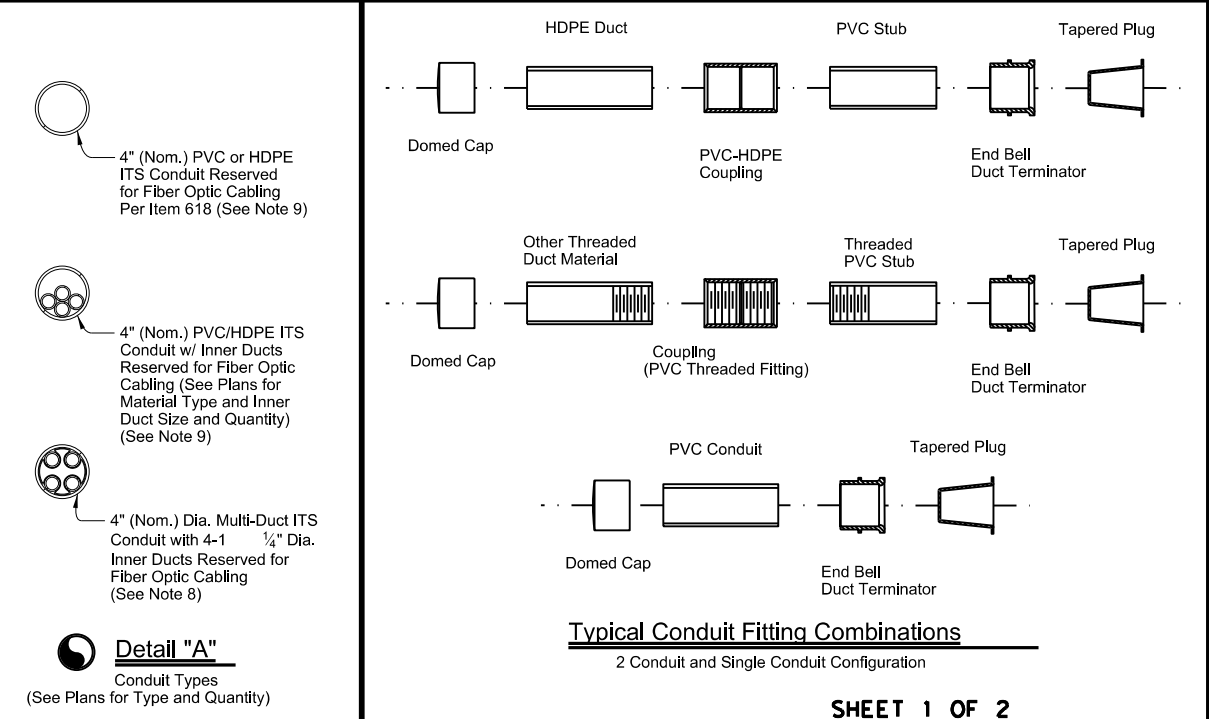 4" (Nom.) PVC or HDPE
ITS Conduit Reserved
for Fiber Optic Cabling
Per Item 618 (See Note 9)
4" (Nom.) PVC/HDPE ITS
Conduit w/ Inner Ducts
Reserved for Fiber Optic
Cabling (See Plans for
Material Type and Inner
Duct Size and Quantity)
(See Note 9)
4" (Nom.) Dia. Multi-Duct ITS
Conduit with 4-1 1/4" Dia.
Inner Ducts Reserved for
Fiber Optic Cabling
(See Note 8)
Detail "A"
Conduit Types
(See Plans for Type and Quantity)
HDPE Duct
PVC Stub
Tapered Plug
Domed Cap
PVC-HDPE
Coupling
End Bell
Duct Terminator
Other Threaded
Duct Material
Threaded
PVC Stub
Tapered Plug
Domed Cap
Coupling
(PVC Threaded Fitting)
End Bell
Duct Terminator
PVC Conduit
Tapered Plug
Domed Cap
End Bell
Duct Terminator
Typical Conduit Fitting Combinations
2 Conduit and Single Conduit Configuration
SHEET 1 OF 2